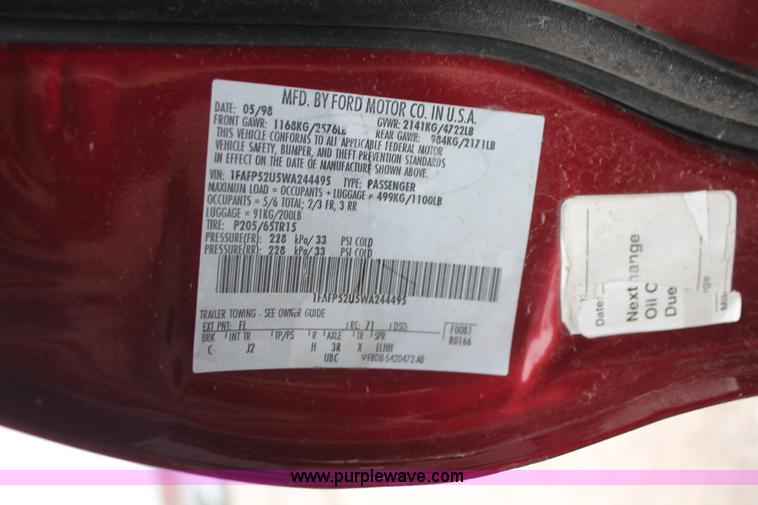 MFD. BY FORD MOTOR CO. IN U.S.A.
DATE: 05/98 GVWR: 2141KG/4722LB
FRONT GAWR: 1168KG/2576LB REAR GAWR: 984KG/2171LB
THIS VEHICLE CONFORMS TO ALL APPLICABLE FEDERAL MOTOR
VEHICLE SAFETY, BUMPER, AND THEFT PREVENTION STANDARDS
IN EFFECT ON THE DATE OF MANUFACTURE SHOWN ABOVE.
VIN: 1FAFP52U5WA244495 TYPE: PASSENGER
MAXIMUM LOAD = OCCUPANTS + LUGGAGE = 499KG/1100LB
OCCUPANTS = 5/6 TOTAL; 2/3 FR, 3 RR
LUGGAGE = 91KG/200LB
TIRE: P205/65TR15
PRESSURE(FR): 228 kPa/33 PSI COLD
PRESSURE(RR): 228 kPa/33 PSI COLD
1FAFP52U5WA244495
TRAILER TOWING - SEE OWNER GUIDE
EXT PNT: FL RC: 71 DSO: F0081
BRK INT TR TP/PS R AXLE TR SPR R0166
C J2 H 3R X LLHH
UBC
Date:
Next
Oil C hange
Due
www.purplewave.com